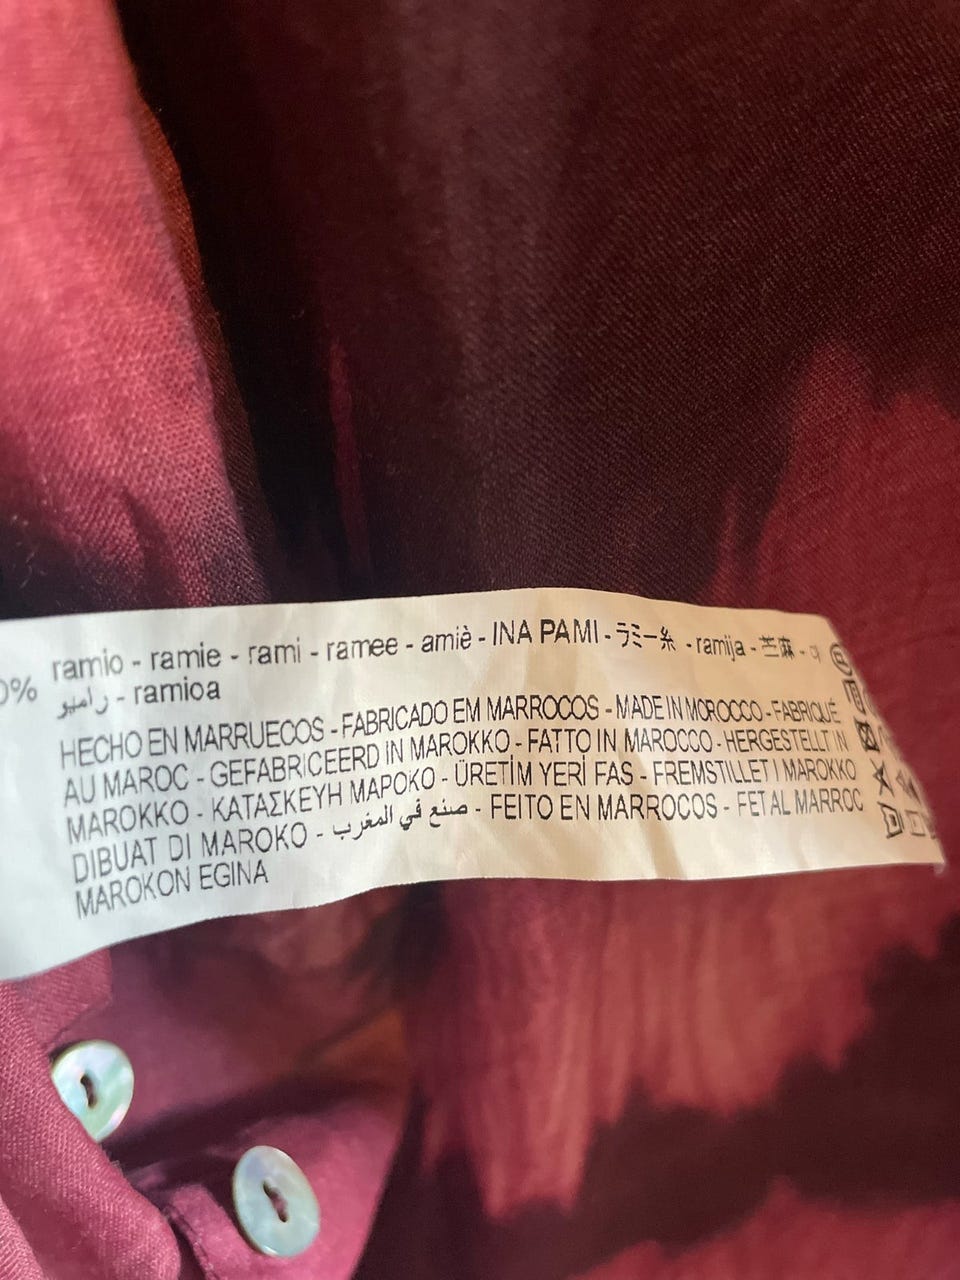 0% ramio - ramie - rami - ramee - amiè - ΙΝΑ ΡΑΜΙ - ラミー糸 - ramija - 苎麻 -
رامیو - ramioa
HECHO EN MARRUECOS - FABRICADO EM MARROCOS - MADE IN MOROCCO - FABRIQUÉ
AU MAROC - GEFABRICEERD IN MAROKKO - FATTO IN MAROCCO - HERGESTELLT IN
MAROKKO - ΚΑΤΑΣΚΕΥΗ ΜΑΡΟΚΟ - ÜRETİM YERİ FAS - FREMSTILLET I MAROKKO
DIBUAT DI MAROKO - صنع في المغرب - FEITO EN MARROCOS - FET AL MARROC
MAROKON EGINA